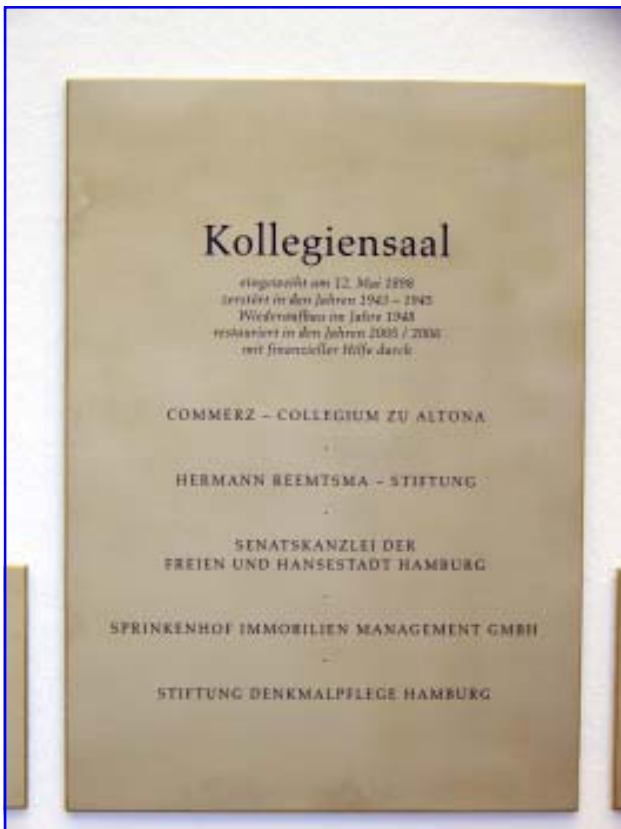 Kollegiensaal
eingeweiht am 12. Mai 1898
zerstört in den Jahren 1943 – 1945
Wiederaufbau im Jahre 1948
restauriert in den Jahren 2005 / 2006
mit finanzieller Hilfe durch
COMMERZ – COLLEGIUM ZU ALTONA
HERMANN REEMTSMA – STIFTUNG
SENATSKANZLEI DER
FREIEN UND HANSESTADT HAMBURG
SPRINKENHOF IMMOBILIEN MANAGEMENT GMBH
STIFTUNG DENKMALPFLEGE HAMBURG